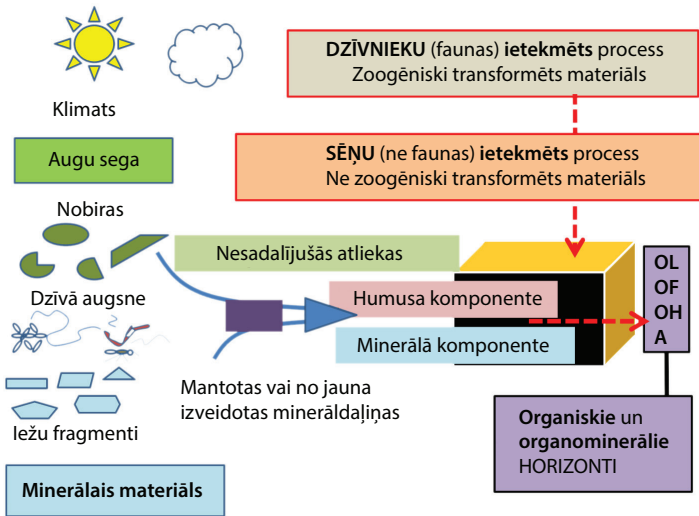 DZĪVNIEKU (faunas) ietekmēts process
Zoogēniski transformēts materiāls
Klimats
SĒŅU (ne faunas) ietekmēts process
Ne zoogēniski transformēts materiāls
Augu sega
Nobiras
Nesadalījušās atliekas
OL
OF
OH
A
Dzīvā augsne
Humusa komponente
Minerālā komponente
Mantotas vai no jauna
izveidotas minerāldaļiņas
Iežu fragmenti
Organiskie un
organominerālie
HORIZONTI
Minerālais materiāls